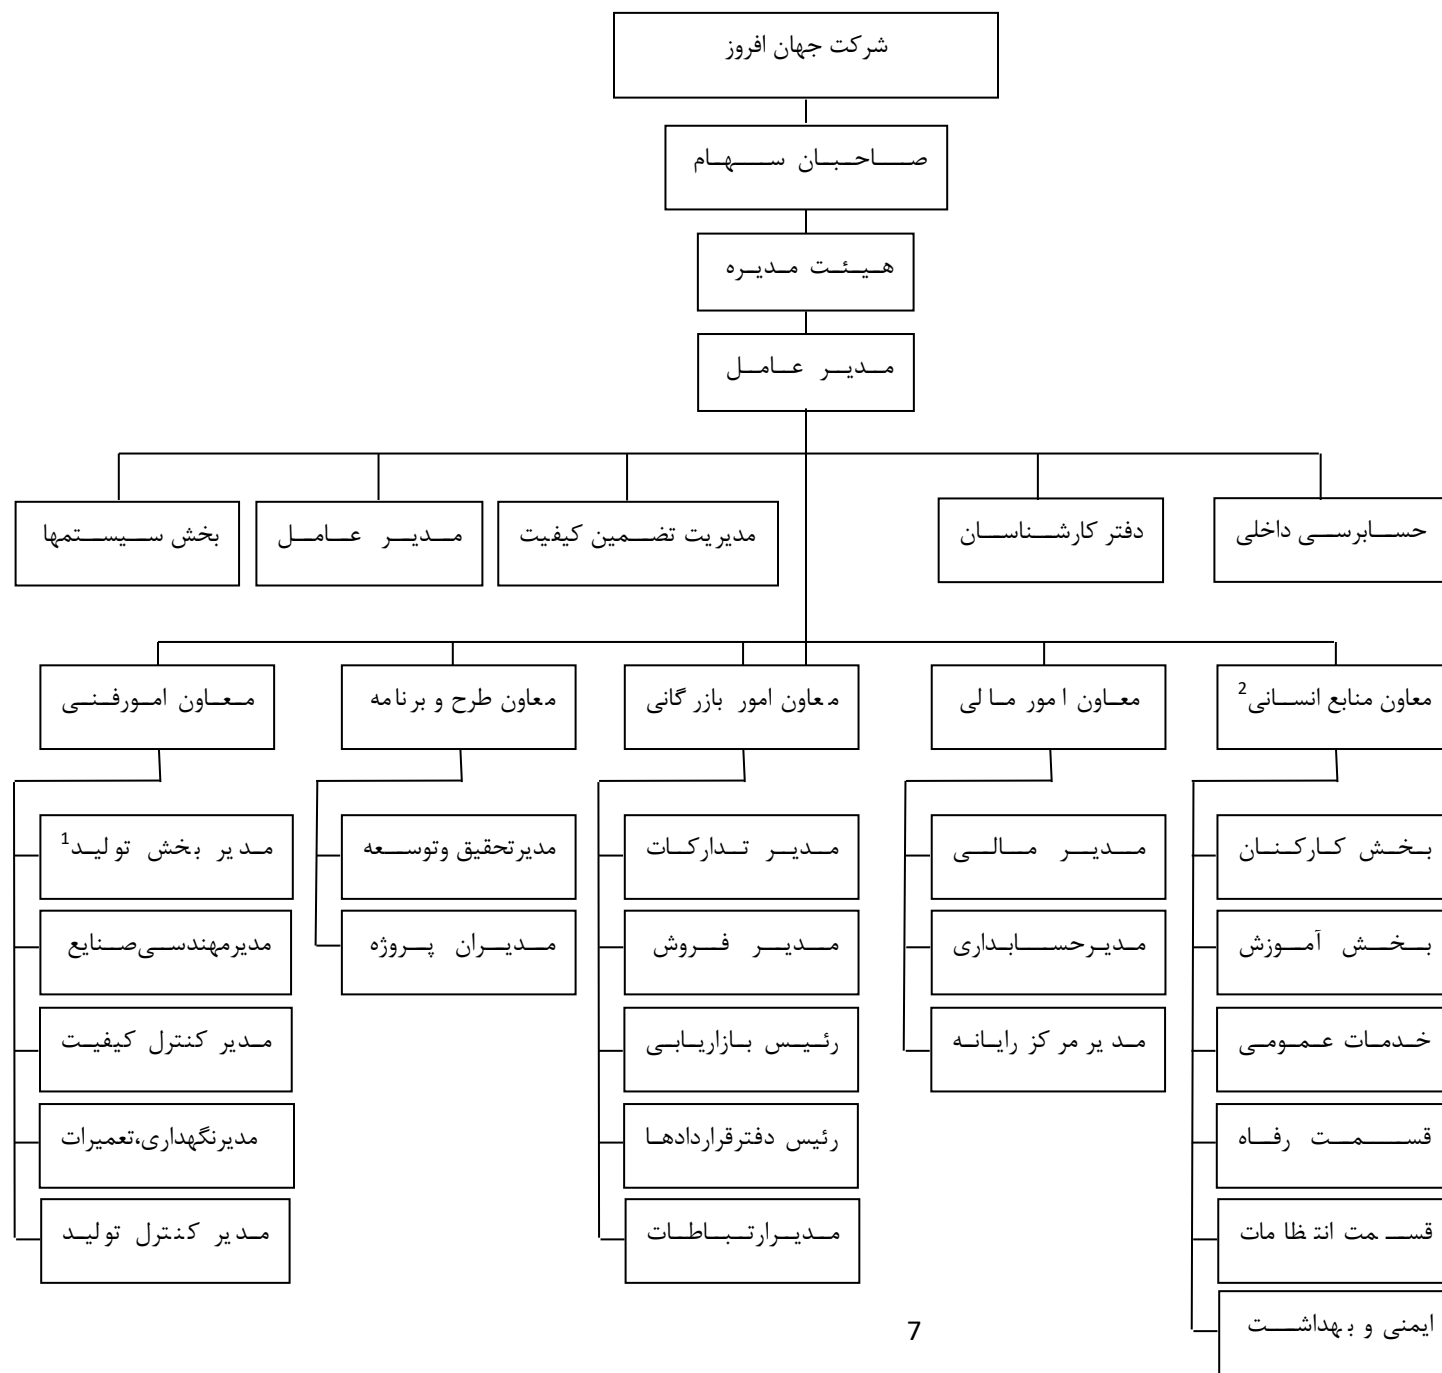 شرکت جهان افروز
صاحبان سهام
هیئت مدیره
مدیر عامل
حسابرسی داخلی
دفتر کارشناسان
مدیریت تضمین کیفیت
مدیر عامل
بخش سیستمها
معاون منابع انسانی2
معاون امور مالی
معاون امور بازرگانی
معاون طرح و برنامه
معاون امورفنی
بخش کارکنان
بخش آموزش
خدمات عمومی
قسمت رفاه
قسمت انتظامات
ایمنی و بهداشت
مدیر مالی
مدیرحسابداری
مدیر مرکز رایانه
مدیر تدارکات
مدیر فروش
رئیس بازاریابی
رئیس دفترقراردادها
مدیرارتباطات
مدیرتحقیق وتوسعه
مدیران پروژه
مدیر بخش تولید1
مدیرمهندسی‌صنایع
مدیر کنترل کیفیت
مدیرنگهداری،تعمیرات
مدیر کنترل تولید
7